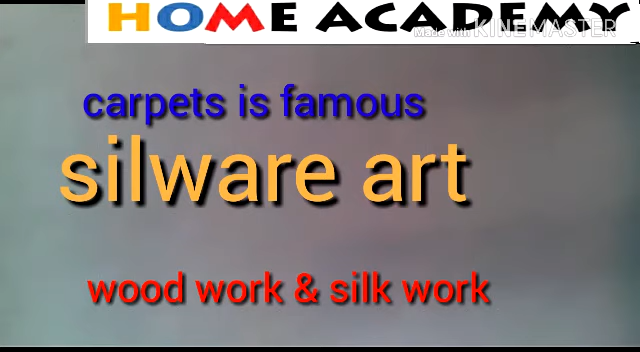 HOME ACADEMY
Made with KINEMASTER
carpets is famous
silware art
wood work & silk work